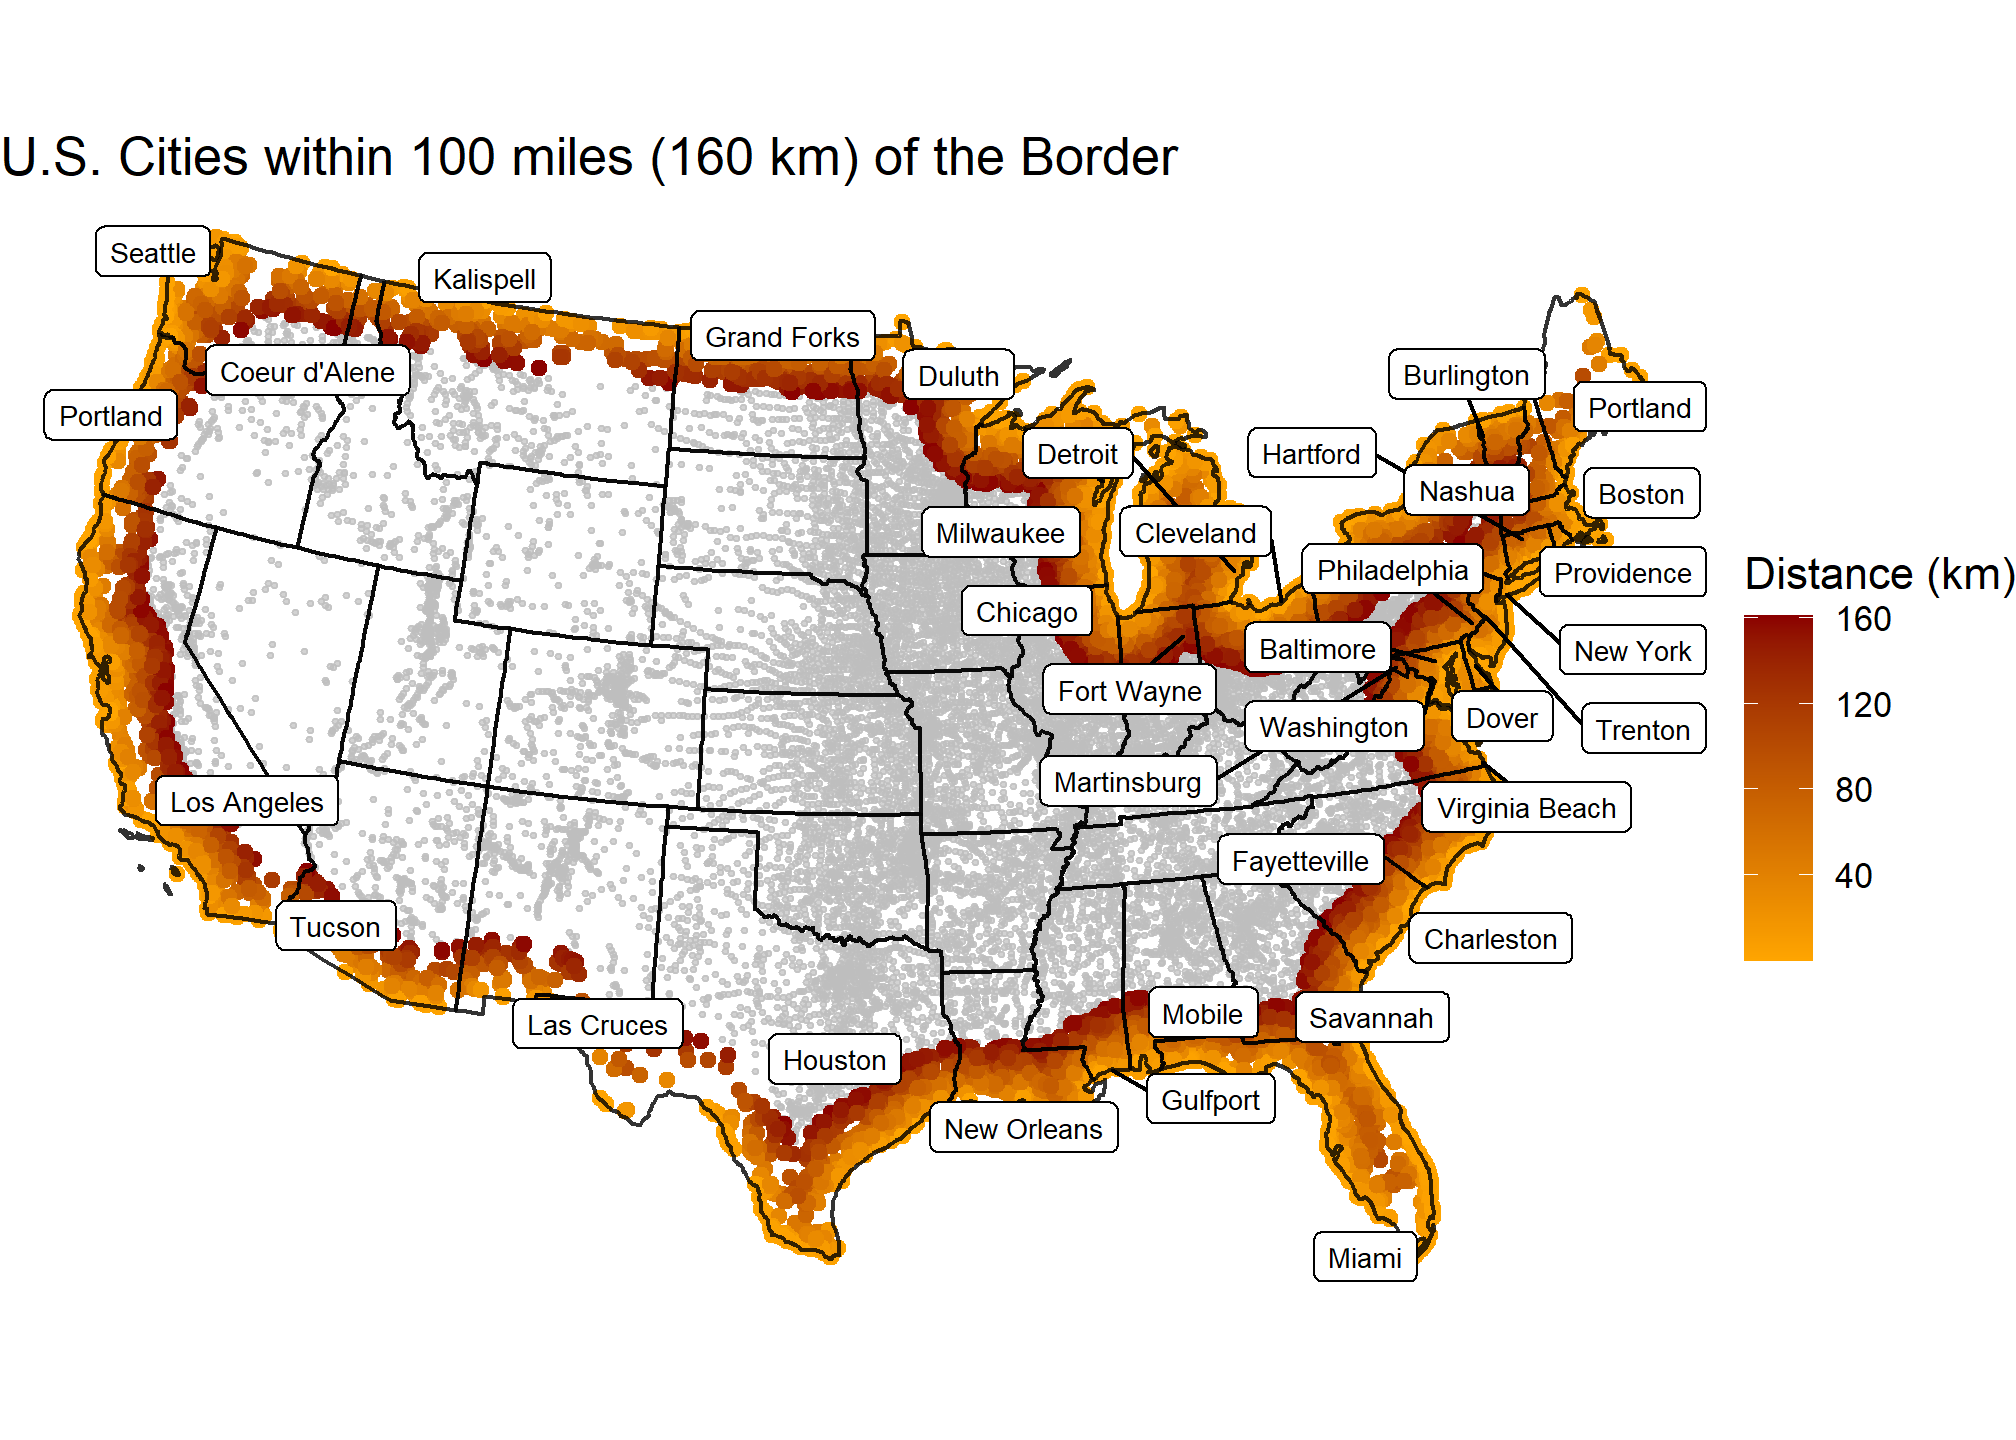 U.S. Cities within 100 miles (160 km) of the Border
Seattle
Kalispell
Grand Forks
Coeur d'Alene
Duluth
Burlington
Portland
Portland
Detroit
Hartford
Nashua
Boston
Milwaukee
Cleveland
Philadelphia
Providence
Chicago
Baltimore
New York
Fort Wayne
Washington
Dover
Trenton
Martinsburg
Los Angeles
Virginia Beach
Fayetteville
Tucson
Charleston
Las Cruces
Mobile
Savannah
Houston
Gulfport
New Orleans
Miami
Distance (km)
160
120
80
40